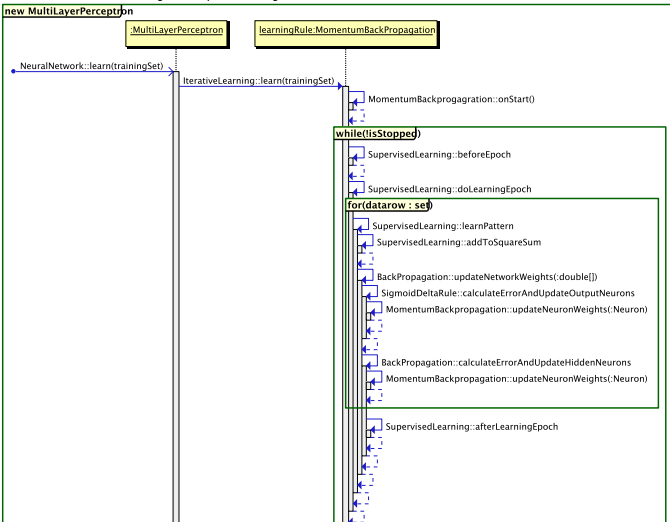 new MultiLayerPerceptron
:MultiLayerPerceptron
learningRule:MomentumBackPropagation
NeuralNetwork::learn(trainingSet)
IterativeLearning::learn(trainingSet)
MomentumBackprogagration::onStart()
while(!isStopped)
SupervisedLearning::beforeEpoch
SupervisedLearning::doLearningEpoch
for(datarow : set)
SupervisedLearning::learnPattern
SupervisedLearning::addToSquareSum
BackPropagation::updateNetworkWeights(:double[])
SigmoidDeltaRule::calculateErrorAndUpdateOutputNeurons
MomentumBackpropagation::updateNeuronWeights(:Neuron)
BackPropagation::calculateErrorAndUpdateHiddenNeurons
MomentumBackpropagation::updateNeuronWeights(:Neuron)
SupervisedLearning::afterLearningEpoch